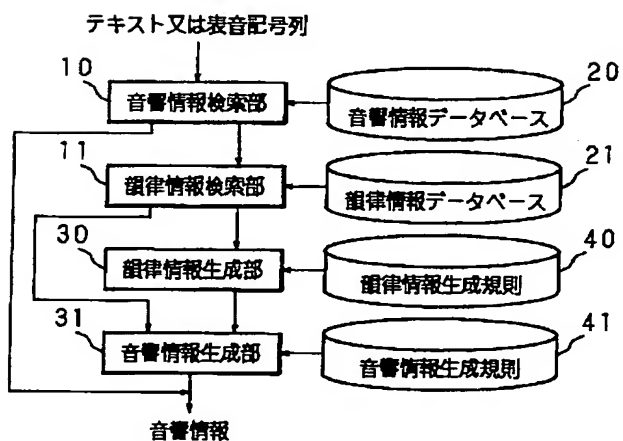 テキスト又は表音記号列
10
音響情報検索部
20
音響情報データベース
11
韻律情報検索部
21
韻律情報データベース
30
韻律情報生成部
40
韻律情報生成規則
31
音響情報生成部
41
音響情報生成規則
音響情報